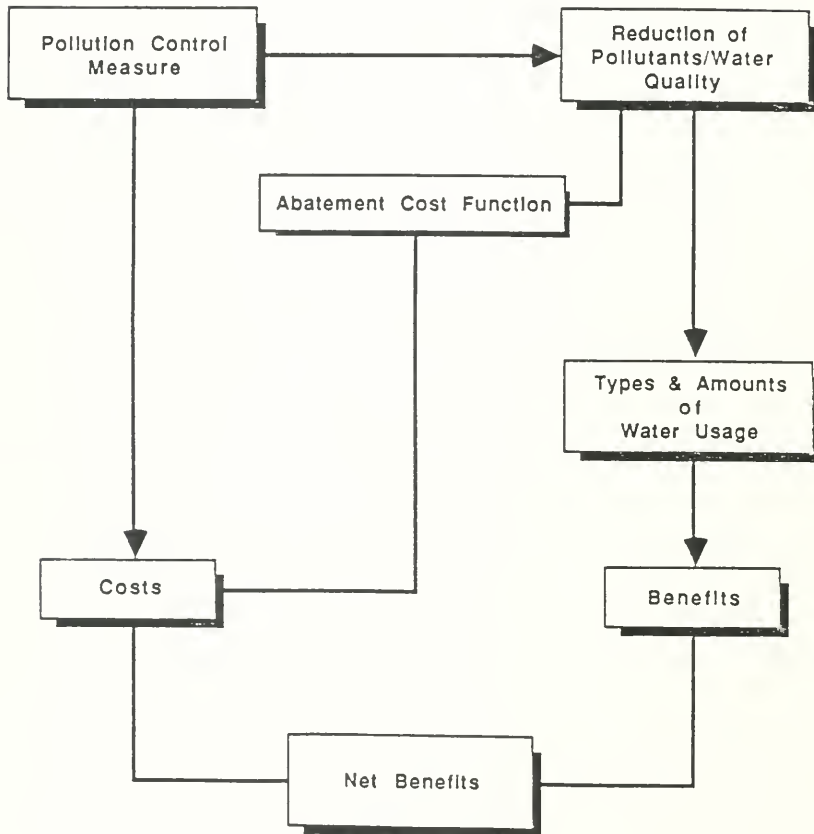 Pollution Control
Measure
Reduction of
Pollutants/Water
Quality
Abatement Cost Function
Types & Amounts
of
Water Usage
Costs
Benefits
Net Benefits